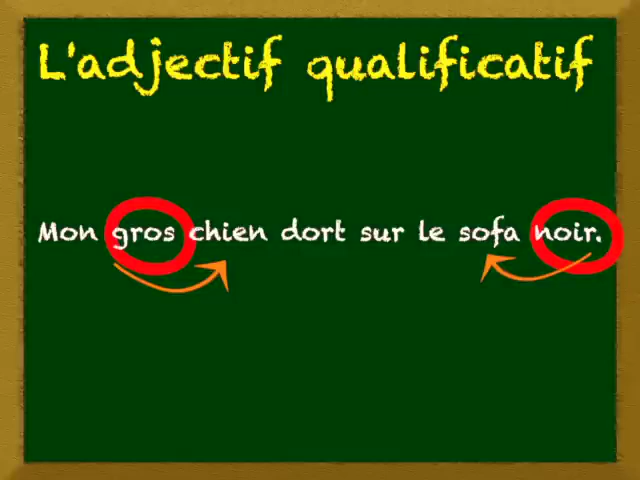 L'adjectif qualificatif
Mon gros chien dort sur le sofa noir.